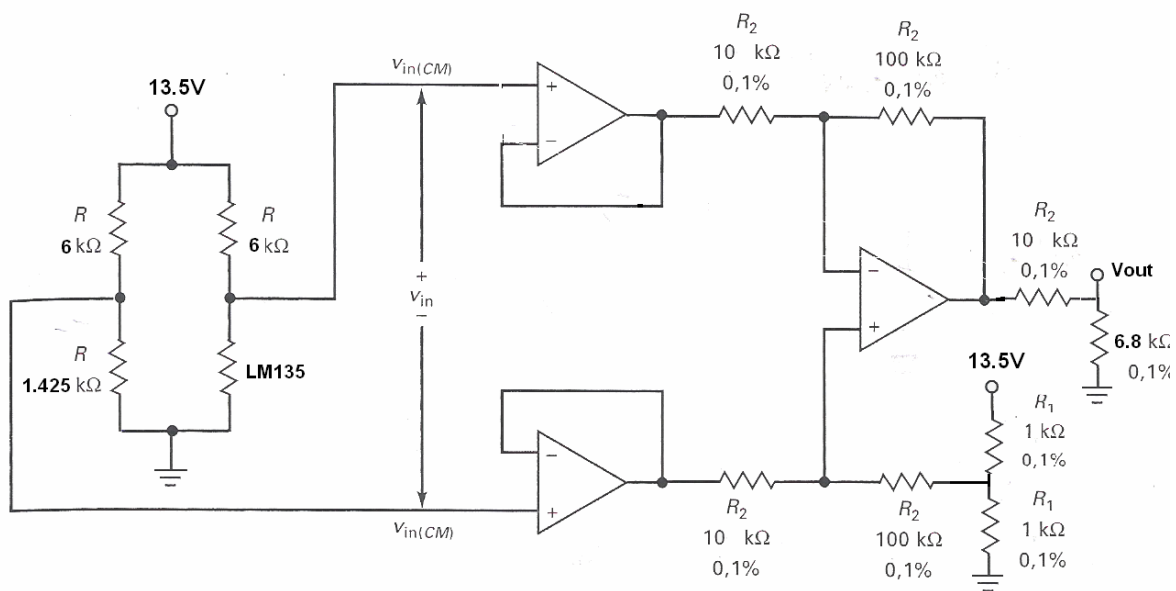 13.5V
R
6 kΩ
R
6 kΩ
R
1.425 kΩ
LM135
vin(CM)
+
vin
−
vin(CM)
+
−
−
+
R2
10 kΩ
0,1%
R2
100 kΩ
0,1%
−
+
R2
10 kΩ
0,1%
R2
100 kΩ
0,1%
R2
10 kΩ
0,1%
Vout
6.8 kΩ
0,1%
13.5V
R1
1 kΩ
0,1%
R1
1 kΩ
0,1%